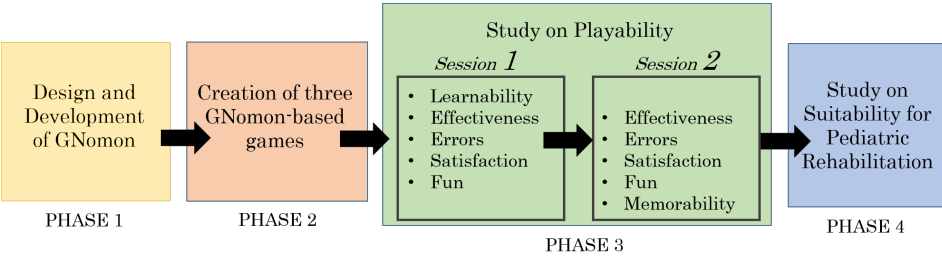 Design and
Development
of GNomon
PHASE 1
Creation of three
GNomon-based
games
PHASE 2
Study on Playability
Session 1
• Learnability
• Effectiveness
• Errors
• Satisfaction
• Fun
Session 2
• Effectiveness
• Errors
• Satisfaction
• Fun
• Memorability
PHASE 3
Study on
Suitability for
Pediatric
Rehabilitation
PHASE 4